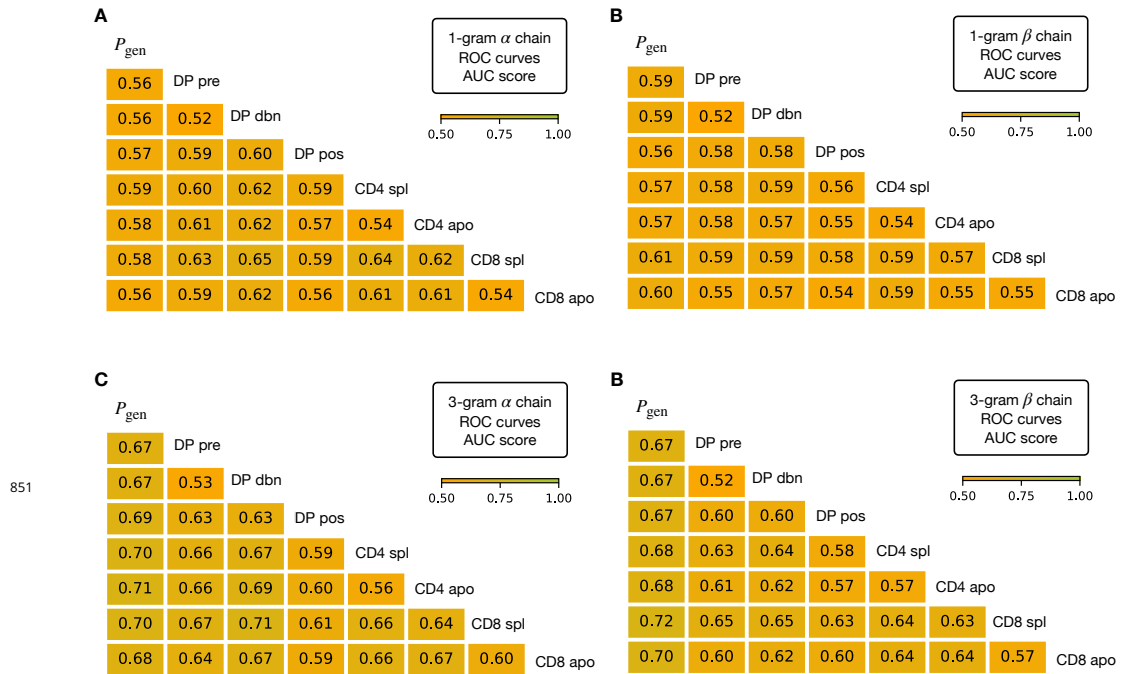 A
P_gen
1-gram α chain
ROC curves
AUC score
0.50 0.75 1.00
0.56 DP pre
0.56 0.52 DP dbn
0.57 0.59 0.60 DP pos
0.59 0.60 0.62 0.59 CD4 spl
0.58 0.61 0.62 0.57 0.54 CD4 apo
0.58 0.63 0.65 0.59 0.64 0.62 CD8 spl
0.56 0.59 0.62 0.56 0.61 0.61 0.54 CD8 apo
B
P_gen
1-gram β chain
ROC curves
AUC score
0.50 0.75 1.00
0.59 DP pre
0.59 0.52 DP dbn
0.56 0.58 0.58 DP pos
0.57 0.58 0.59 0.56 CD4 spl
0.57 0.58 0.57 0.55 0.54 CD4 apo
0.61 0.59 0.59 0.58 0.59 0.57 CD8 spl
0.60 0.55 0.57 0.54 0.59 0.55 0.55 CD8 apo
851
C
P_gen
3-gram α chain
ROC curves
AUC score
0.50 0.75 1.00
0.67 DP pre
0.67 0.53 DP dbn
0.69 0.63 0.63 DP pos
0.70 0.66 0.67 0.59 CD4 spl
0.71 0.66 0.69 0.60 0.56 CD4 apo
0.70 0.67 0.71 0.61 0.66 0.64 CD8 spl
0.68 0.64 0.67 0.59 0.66 0.67 0.60 CD8 apo
B
P_gen
3-gram β chain
ROC curves
AUC score
0.50 0.75 1.00
0.67 DP pre
0.67 0.52 DP dbn
0.67 0.60 0.60 DP pos
0.68 0.63 0.64 0.58 CD4 spl
0.68 0.61 0.62 0.57 0.57 CD4 apo
0.72 0.65 0.65 0.63 0.64 0.63 CD8 spl
0.70 0.60 0.62 0.60 0.64 0.64 0.57 CD8 apo